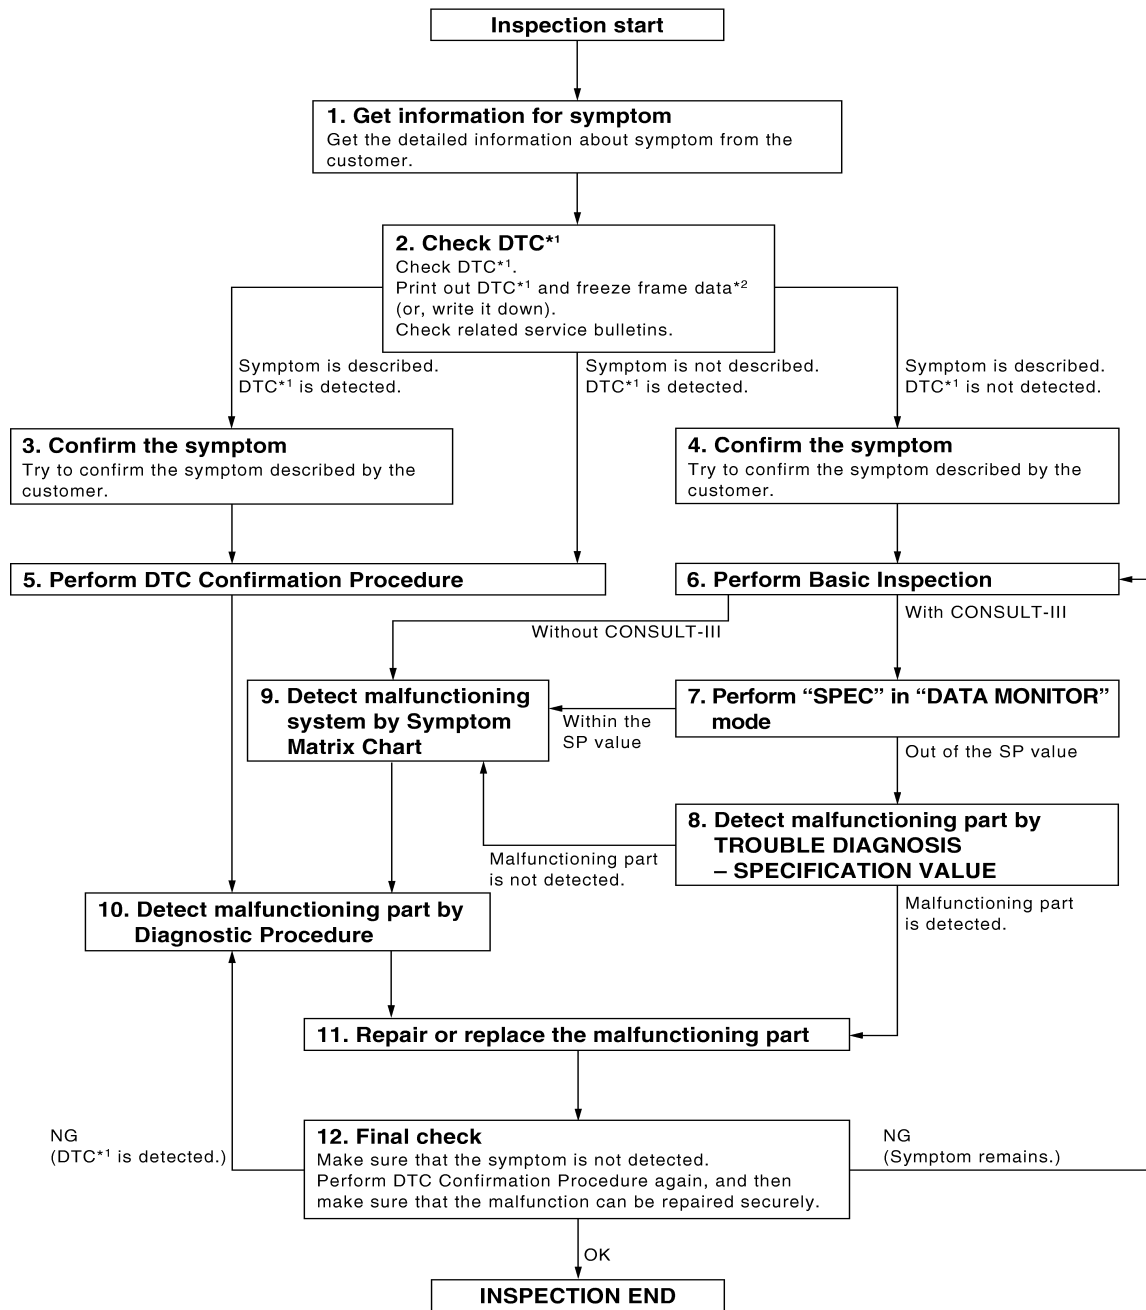 Inspection start
1. Get information for symptom
Get the detailed information about symptom from the
customer.
2. Check DTC*1
Check DTC*1.
Print out DTC*1 and freeze frame data*2
(or, write it down).
Check related service bulletins.
Symptom is described.
DTC*1 is detected.
Symptom is not described.
DTC*1 is detected.
Symptom is described.
DTC*1 is not detected.
3. Confirm the symptom
Try to confirm the symptom described by the
customer.
4. Confirm the symptom
Try to confirm the symptom described by the
customer.
5. Perform DTC Confirmation Procedure
6. Perform Basic Inspection
Without CONSULT-III
With CONSULT-III
9. Detect malfunctioning
system by Symptom
Matrix Chart
Within the
SP value
7. Perform “SPEC” in “DATA MONITOR”
mode
Out of the SP value
8. Detect malfunctioning part by
TROUBLE DIAGNOSIS
– SPECIFICATION VALUE
Malfunctioning part
is not detected.
Malfunctioning part
is detected.
10. Detect malfunctioning part by
Diagnostic Procedure
11. Repair or replace the malfunctioning part
NG
(DTC*1 is detected.)
12. Final check
Make sure that the symptom is not detected.
Perform DTC Confirmation Procedure again, and then
make sure that the malfunction can be repaired securely.
NG
(Symptom remains.)
OK
INSPECTION END